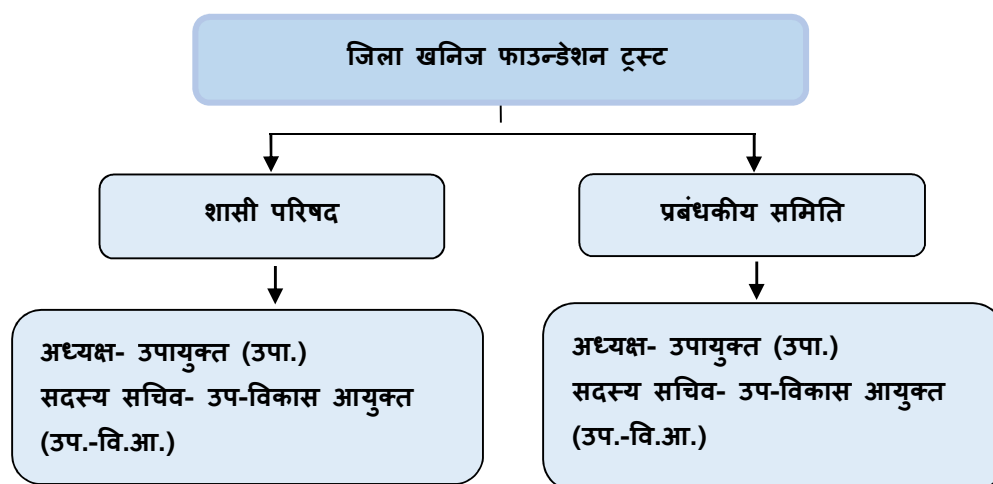 जिला खनिज फाउन्डेशन ट्रस्ट
शासी परिषद
प्रबंधकीय समिति
अध्यक्ष- उपायुक्त (उपा.)
सदस्य सचिव- उप-विकास आयुक्त
(उप.-वि.आ.)
अध्यक्ष- उपायुक्त (उपा.)
सदस्य सचिव- उप-विकास आयुक्त
(उप.-वि.आ.)